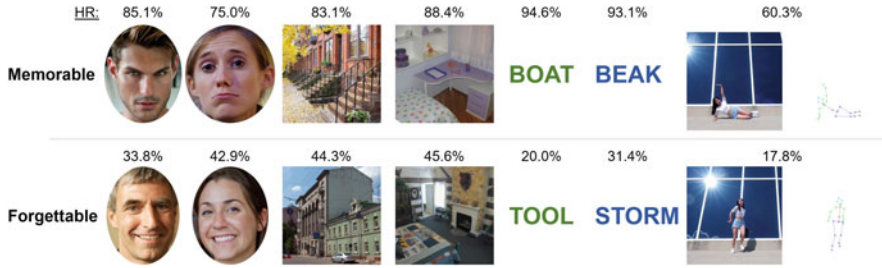 HR: 85.1% 75.0% 83.1% 88.4% 94.6% 93.1% 60.3%
Memorable BOAT BEAK
33.8% 42.9% 44.3% 45.6% 20.0% 31.4% 17.8%
Forgettable TOOL STORM